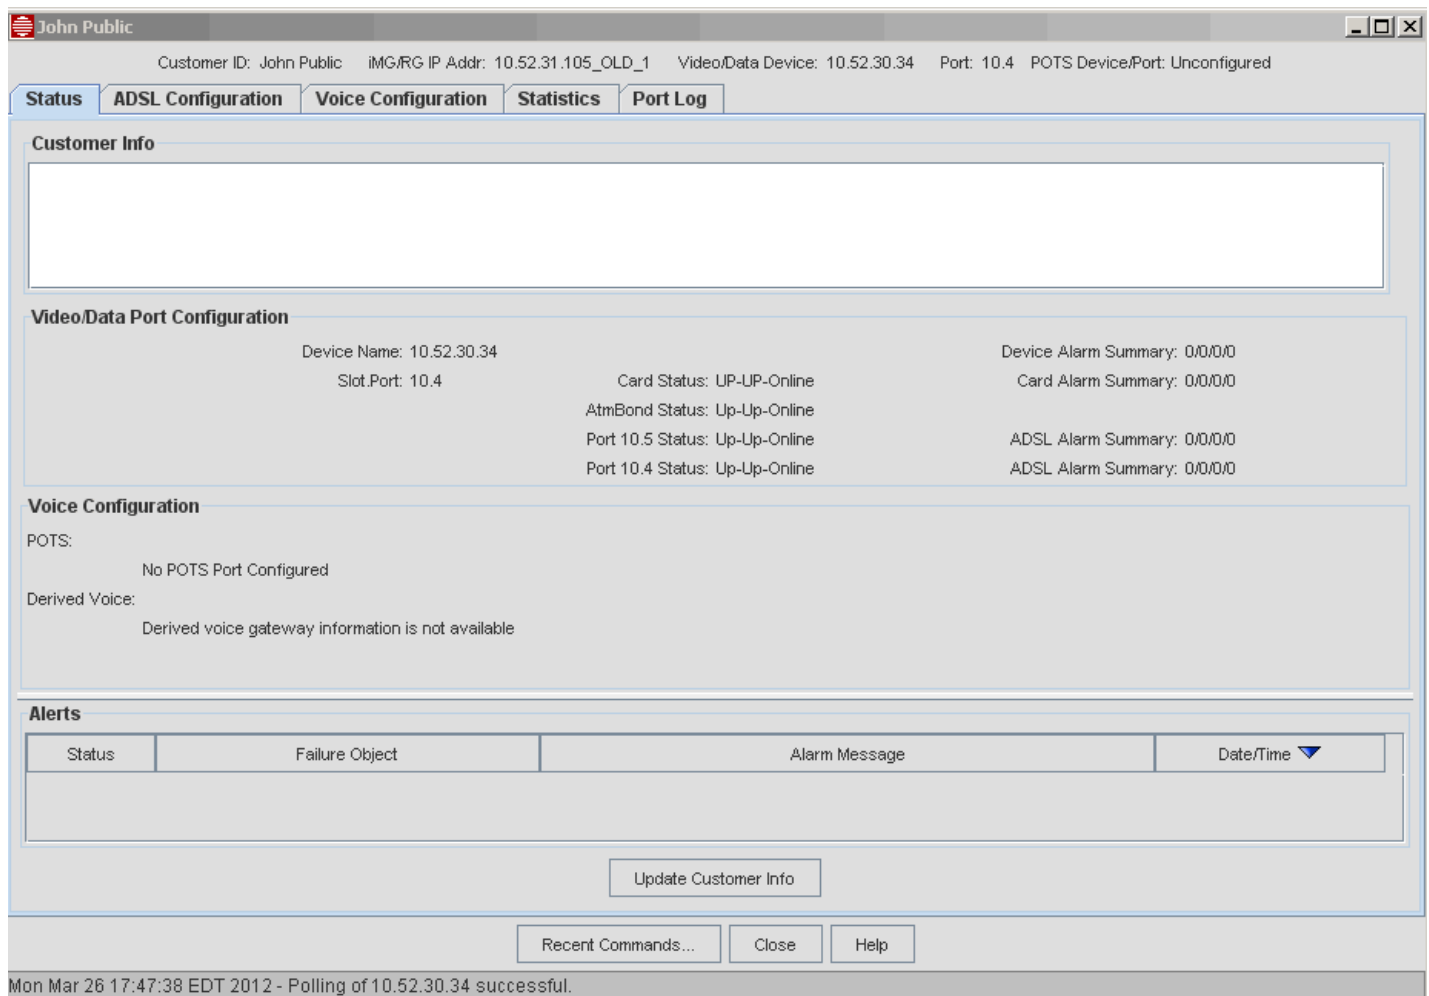 John Public
Customer ID: John Public iMG/RG IP Addr: 10.52.31.105_OLD_1 Video/Data Device: 10.52.30.34 Port: 10.4 POTS Device/Port: Unconfigured
Status ADSL Configuration Voice Configuration Statistics Port Log
Customer Info
Video/Data Port Configuration
Device Name: 10.52.30.34 Device Alarm Summary: 0/0/0/0
Slot.Port: 10.4 Card Status: UP-UP-Online Card Alarm Summary: 0/0/0/0
AtmBond Status: Up-Up-Online
Port 10.5 Status: Up-Up-Online ADSL Alarm Summary: 0/0/0/0
Port 10.4 Status: Up-Up-Online ADSL Alarm Summary: 0/0/0/0
Voice Configuration
POTS:
No POTS Port Configured
Derived Voice:
Derived voice gateway information is not available
Alerts
Status Failure Object Alarm Message Date/Time
Update Customer Info
Recent Commands... Close Help
Mon Mar 26 17:47:38 EDT 2012 - Polling of 10.52.30.34 successful.